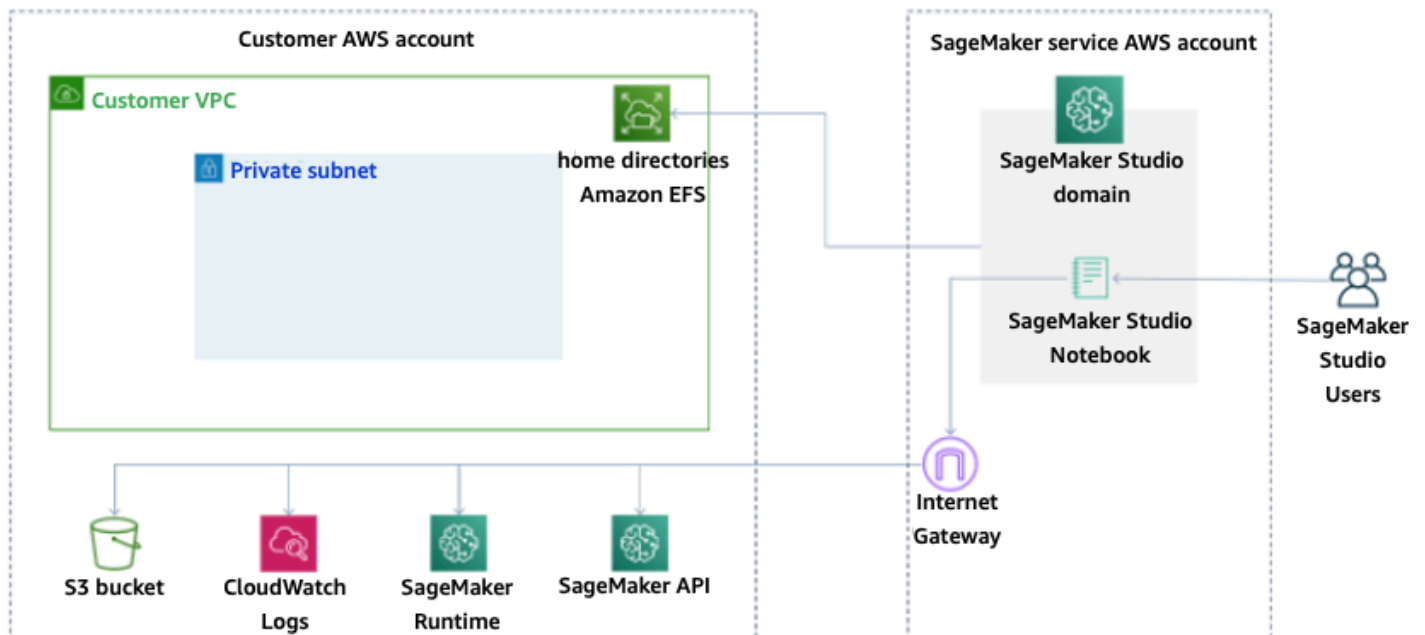 Customer AWS account
SageMaker service AWS account
Customer VPC
Private subnet
home directories
Amazon EFS
SageMaker Studio
domain
SageMaker Studio
Notebook
SageMaker
Studio
Users
Internet
Gateway
S3 bucket
CloudWatch
Logs
SageMaker
Runtime
SageMaker API